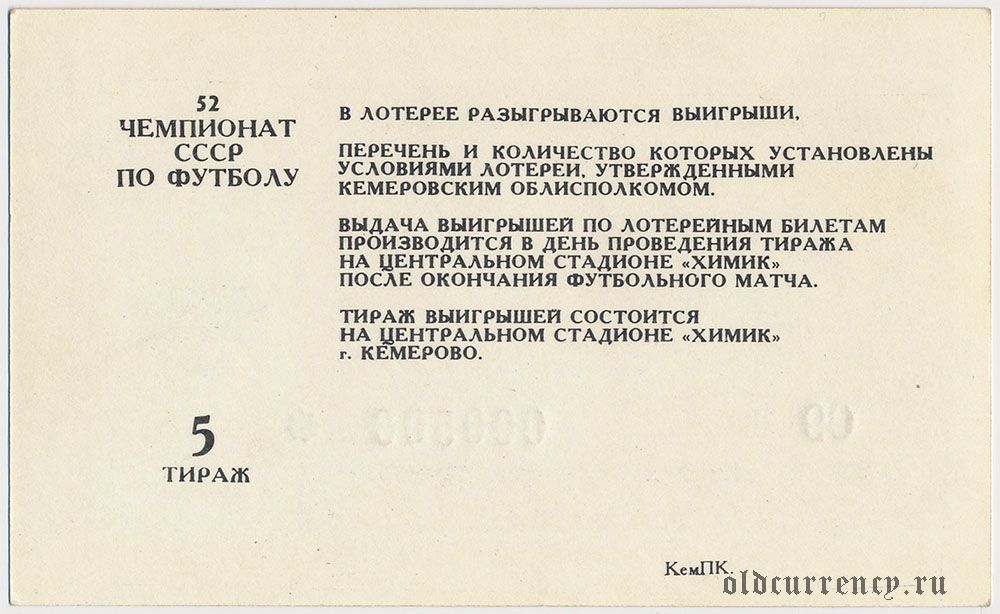 52
ЧЕМПИОНАТ
СССР
ПО ФУТБОЛУ
В ЛОТЕРЕЕ РАЗЫГРЫВАЮТСЯ ВЫИГРЫШИ,
ПЕРЕЧЕНЬ И КОЛИЧЕСТВО КОТОРЫХ УСТАНОВЛЕНЫ
УСЛОВИЯМИ ЛОТЕРЕИ, УТВЕРЖДЕННЫМИ
КЕМЕРОВСКИМ ОБЛИСПОЛКОМОМ.
ВЫДАЧА ВЫИГРЫШЕЙ ПО ЛОТЕРЕЙНЫМ БИЛЕТАМ
ПРОИЗВОДИТСЯ В ДЕНЬ ПРОВЕДЕНИЯ ТИРАЖА
НА ЦЕНТРАЛЬНОМ СТАДИОНЕ «ХИМИК»
ПОСЛЕ ОКОНЧАНИЯ ФУТБОЛЬНОГО МАТЧА.
ТИРАЖ ВЫИГРЫШЕЙ СОСТОИТСЯ
НА ЦЕНТРАЛЬНОМ СТАДИОНЕ «ХИМИК»
г. КЕМЕРОВО.
5
ТИРАЖ
КемПК.
oldcurrency.ru